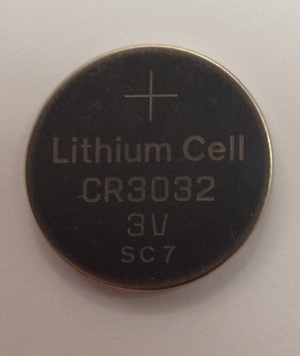 +
Lithium Cell
CR3032
3V
SC7